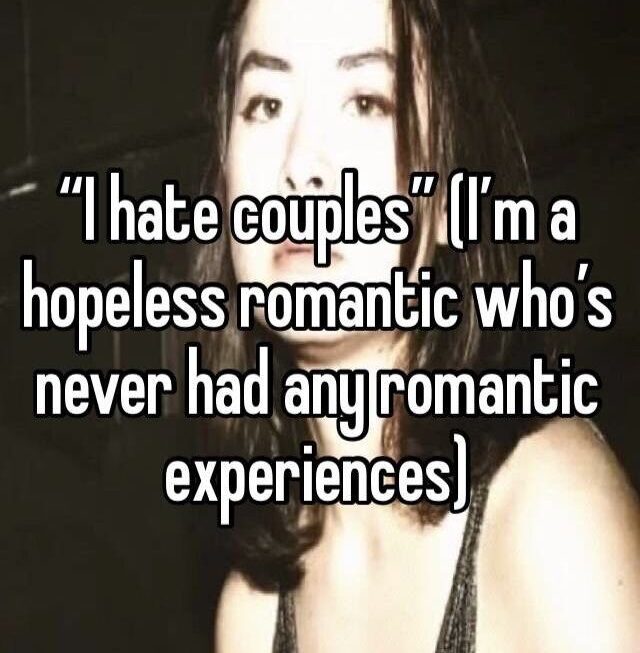 “I hate couples” (I’m a
hopeless romantic who’s
never had any romantic
experiences)